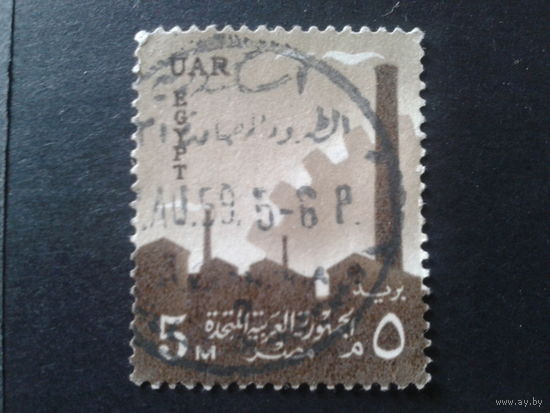 UAR
EGYPT
.AU.59. 5-6 P.
بريد
الجمهورية العربية المتحدة
5 M مصر ٥ م
www.ay.by